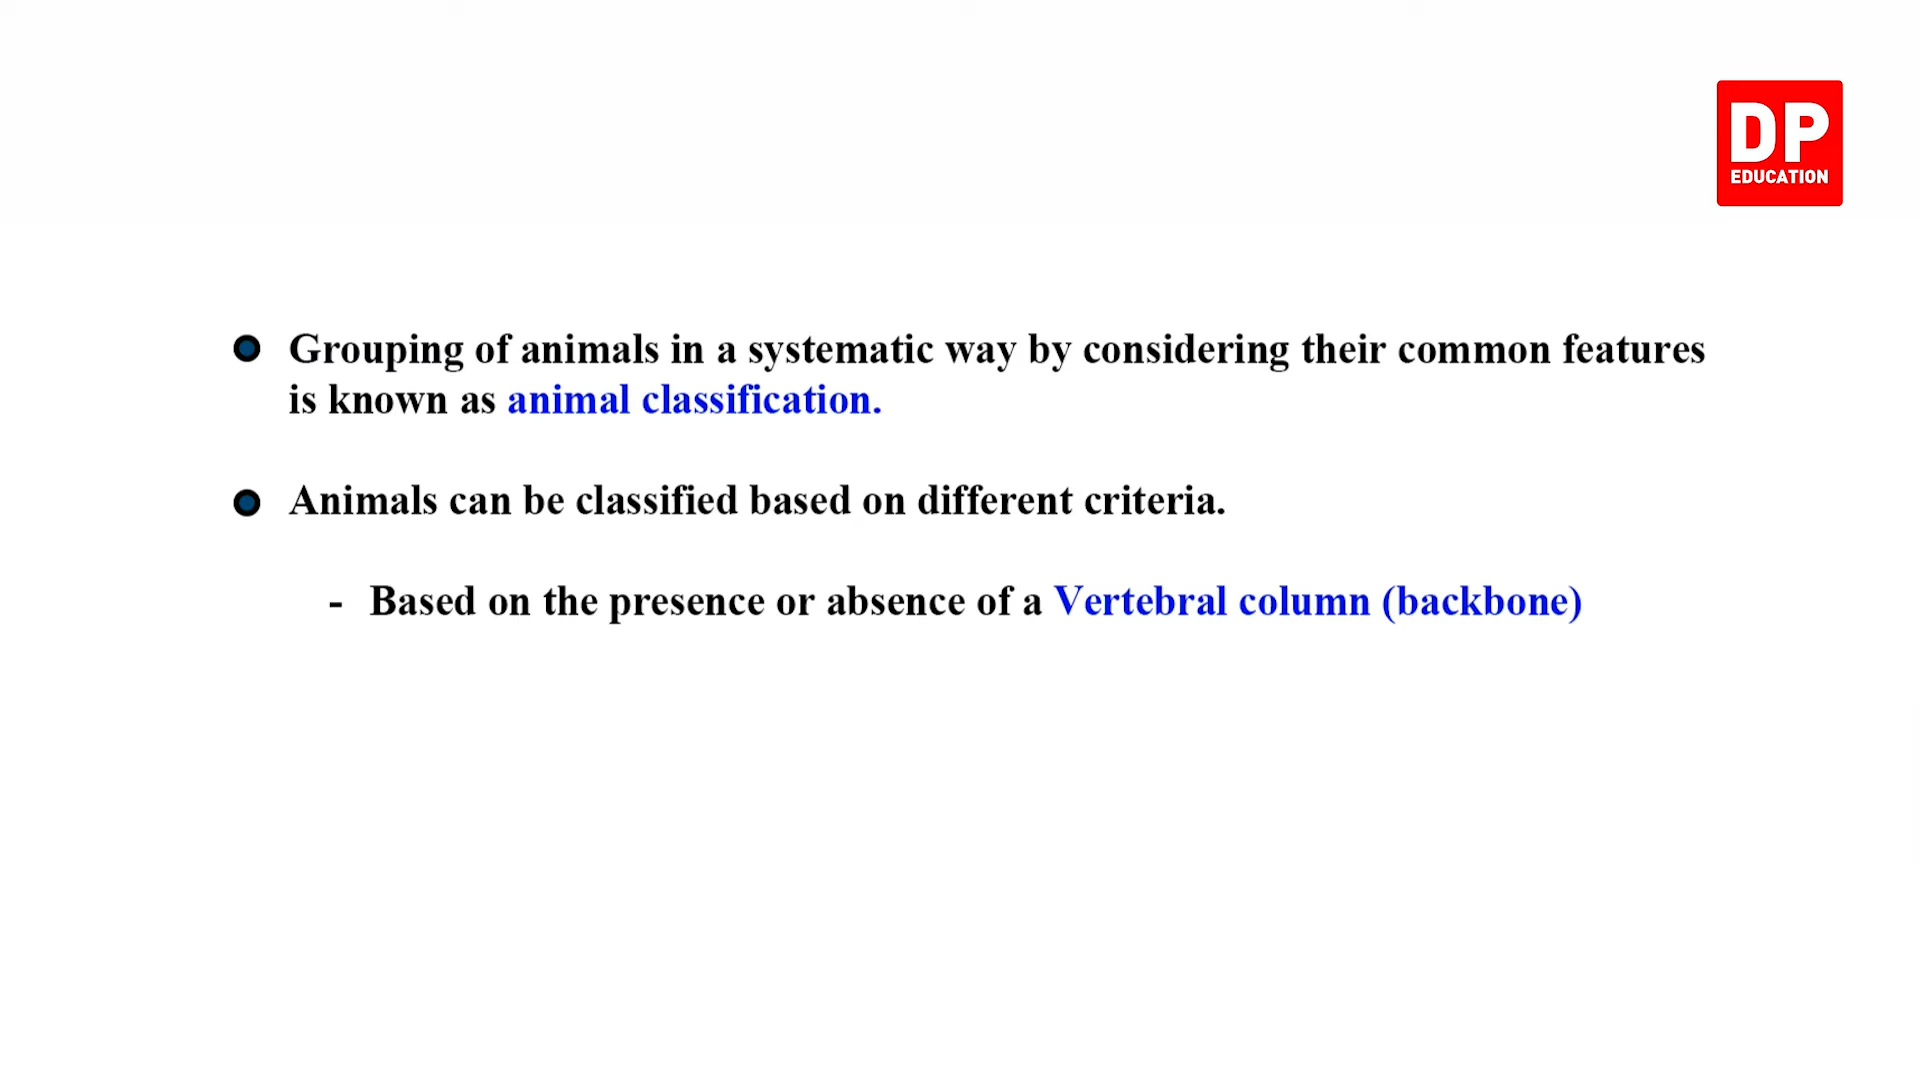 DP
EDUCATION
Grouping of animals in a systematic way by considering their common features
is known as animal classification.
Animals can be classified based on different criteria.
- Based on the presence or absence of a Vertebral column (backbone)